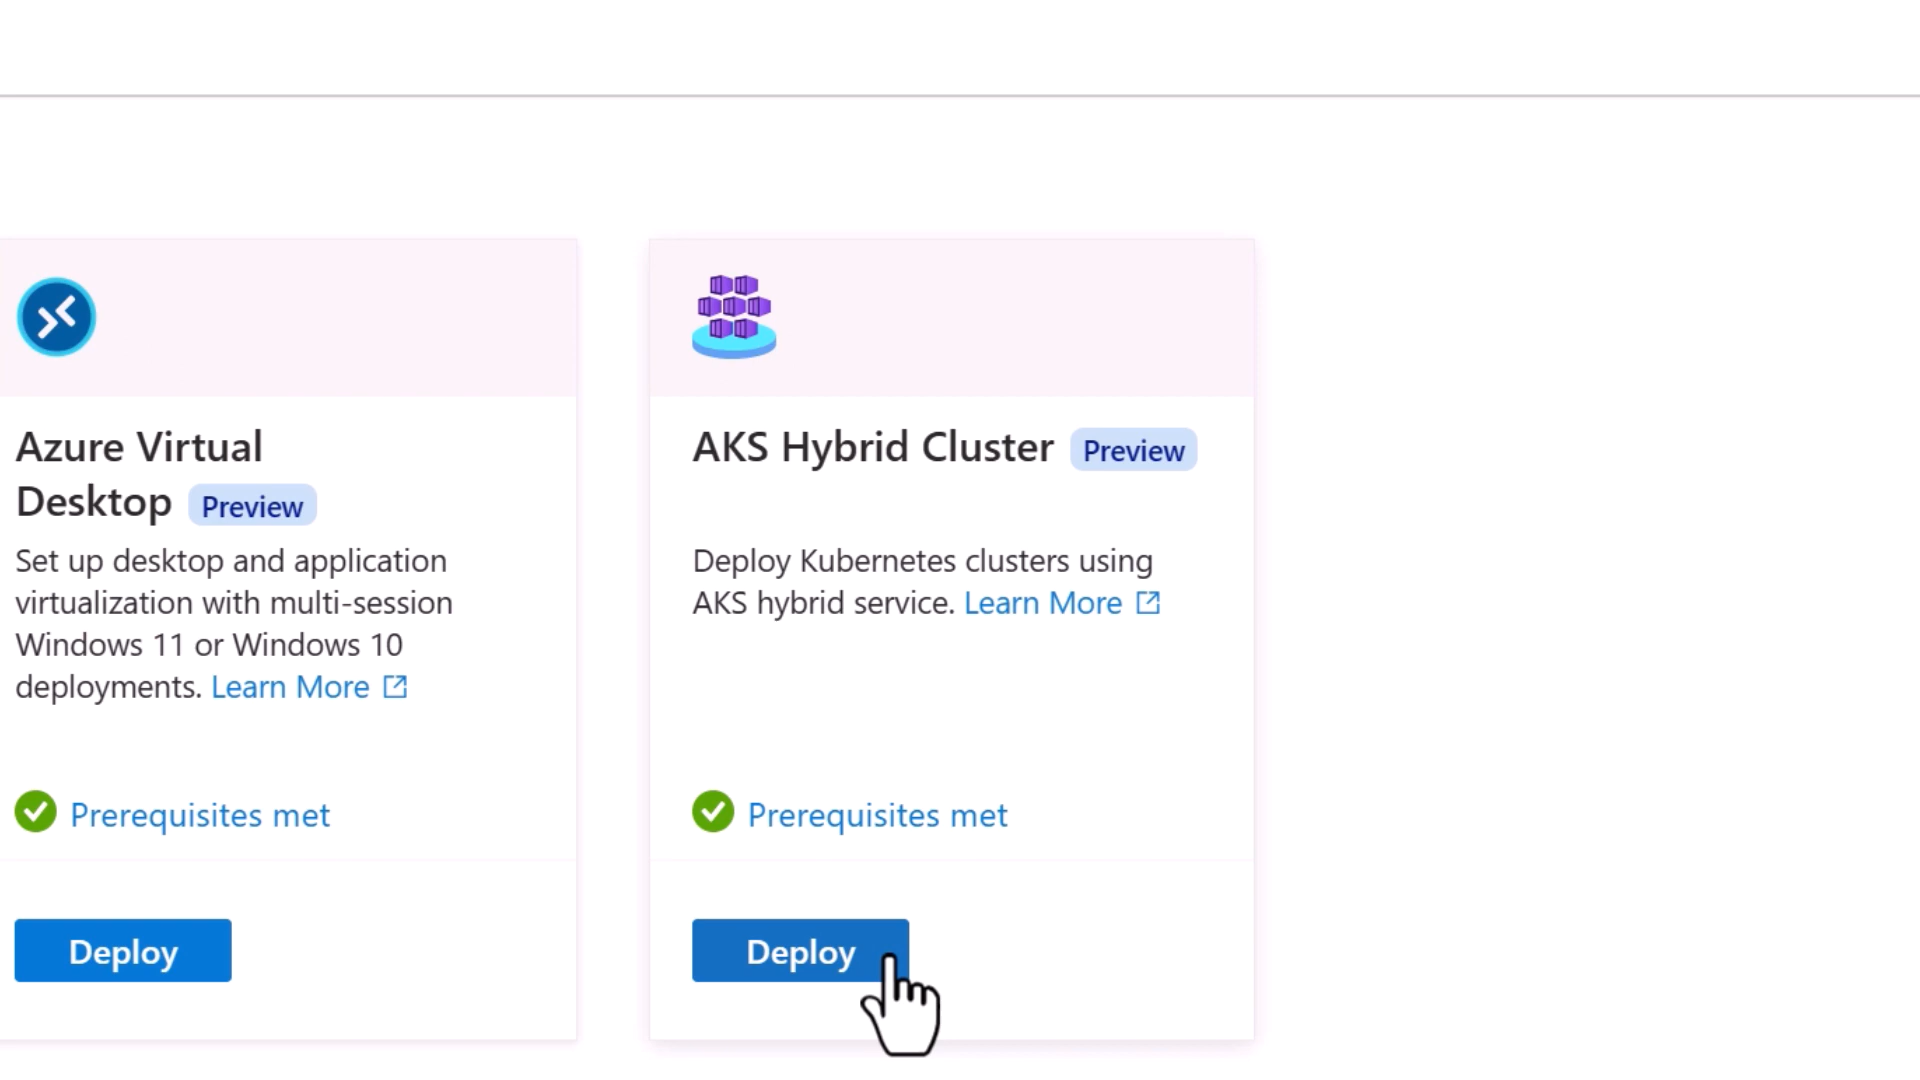 Azure Virtual
Desktop Preview
Set up desktop and application
virtualization with multi-session
Windows 11 or Windows 10
deployments. Learn More
Prerequisites met
Deploy
AKS Hybrid Cluster Preview
Deploy Kubernetes clusters using
AKS hybrid service. Learn More
Prerequisites met
Deploy